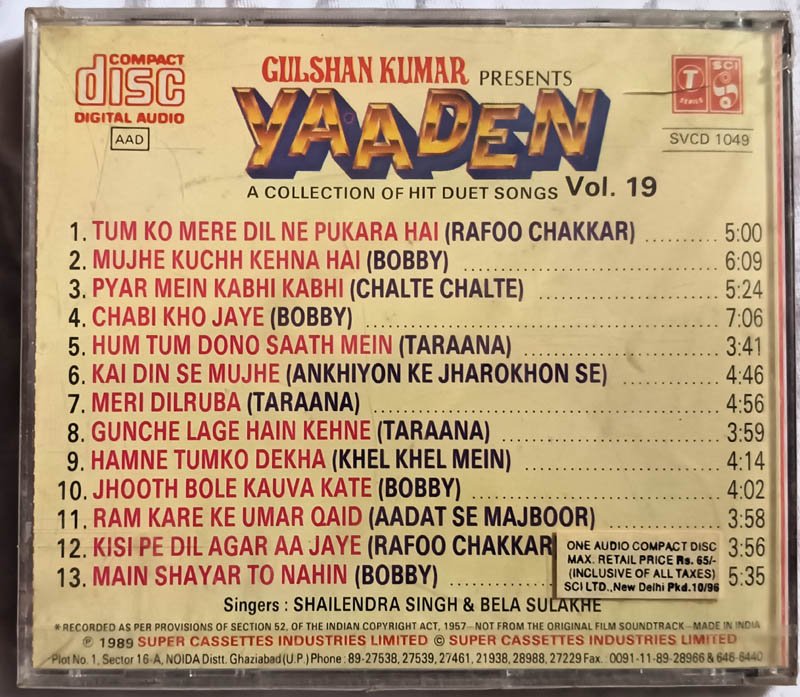 COMPACT
disc
DIGITAL AUDIO
AAD
GULSHAN KUMAR PRESENTS
YAADEN
A COLLECTION OF HIT DUET SONGS Vol. 19
T
SERIES
SCI
SVCD 1049
1. TUM KO MERE DIL NE PUKARA HAI (RAFOO CHAKKAR) 5:00
2. MUJHE KUCHH KEHNA HAI (BOBBY) 6:09
3. PYAR MEIN KABHI KABHI (CHALTE CHALTE) 5:24
4. CHABI KHO JAYE (BOBBY) 7:06
5. HUM TUM DONO SAATH MEIN (TARAANA) 3:41
6. KAI DIN SE MUJHE (ANKHIYON KE JHAROKHON SE) 4:46
7. MERI DILRUBA (TARAANA) 4:56
8. GUNCHE LAGE HAIN KEHNE (TARAANA) 3:59
9. HAMNE TUMKO DEKHA (KHEL KHEL MEIN) 4:14
10. JHOOTH BOLE KAUVA KATE (BOBBY) 4:02
11. RAM KARE KE UMAR QAID (AADAT SE MAJBOOR) 3:58
12. KISI PE DIL AGAR AA JAYE (RAFOO CHAKKAR 3:56
13. MAIN SHAYAR TO NAHIN (BOBBY) 5:35
ONE AUDIO COMPACT DISC
MAX. RETAIL PRICE Rs. 65/-
(INCLUSIVE OF ALL TAXES)
SCI LTD., New Delhi Pkd.10/96
Singers : SHAILENDRA SINGH & BELA SULAKHE
*RECORDED AS PER PROVISIONS OF SECTION 52, OF THE INDIAN COPYRIGHT ACT, 1957—NOT FROM THE ORIGINAL FILM SOUNDTRACK—MADE IN INDIA
℗ 1989 SUPER CASSETTES INDUSTRIES LIMITED © SUPER CASSETTES INDUSTRIES LIMITED
Plot No. 1, Sector 16-A, NOIDA Distt. Ghaziabad (U.P.) Phone : 89-27538, 27539, 27461, 21938, 28988, 27229 Fax. : 0091-11-89-28966 & 646-6440